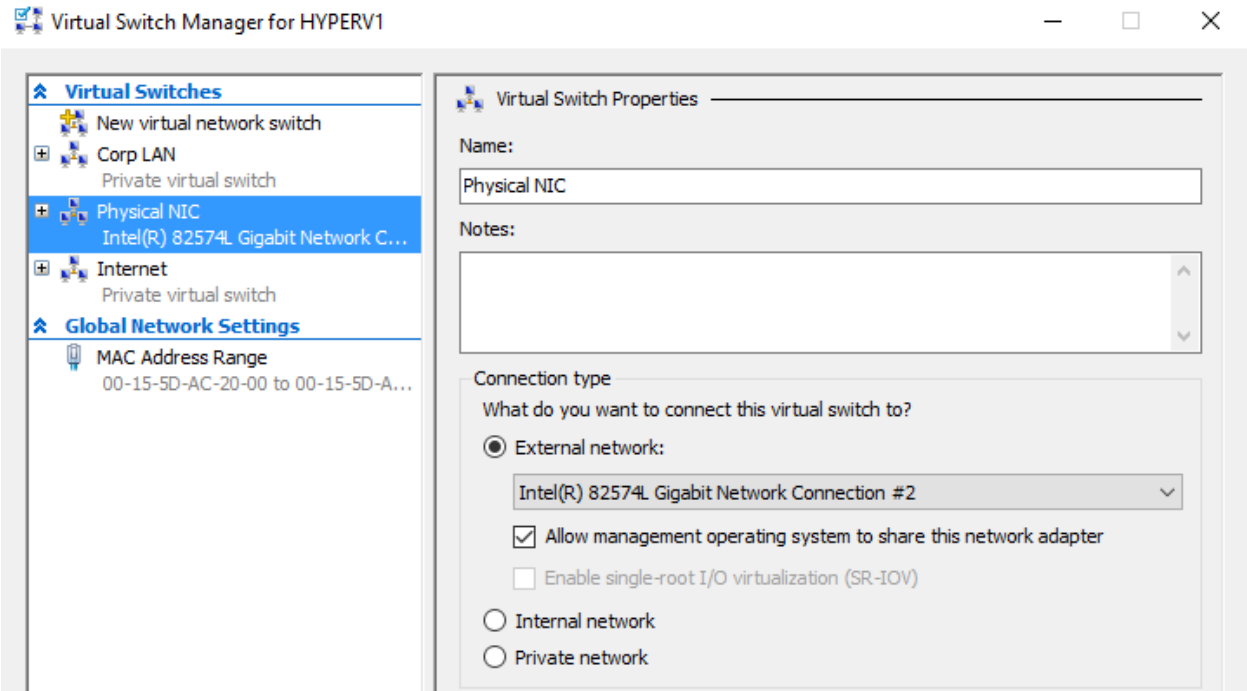 Virtual Switch Manager for HYPERV1
Virtual Switches
New virtual network switch
Corp LAN
Private virtual switch
Physical NIC
Intel(R) 82574L Gigabit Network C...
Internet
Private virtual switch
Global Network Settings
MAC Address Range
00-15-5D-AC-20-00 to 00-15-5D-A...
Virtual Switch Properties
Name:
Physical NIC
Notes:
Connection type
What do you want to connect this virtual switch to?
External network:
Intel(R) 82574L Gigabit Network Connection #2
Allow management operating system to share this network adapter
Enable single-root I/O virtualization (SR-IOV)
Internal network
Private network